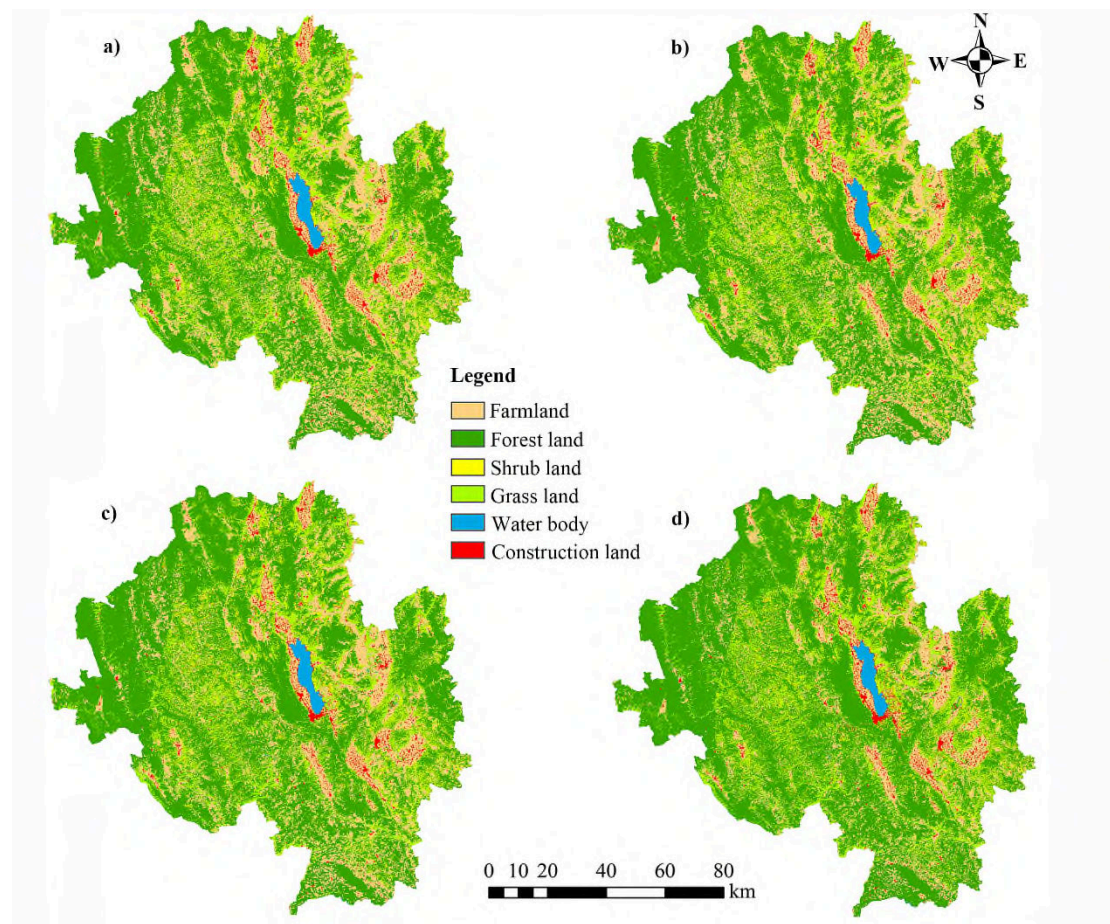 a)
b)
N
W E
S
Legend
Farmland
Forest land
Shrub land
Grass land
Water body
Construction land
c)
d)
0 10 20 40 60 80
km